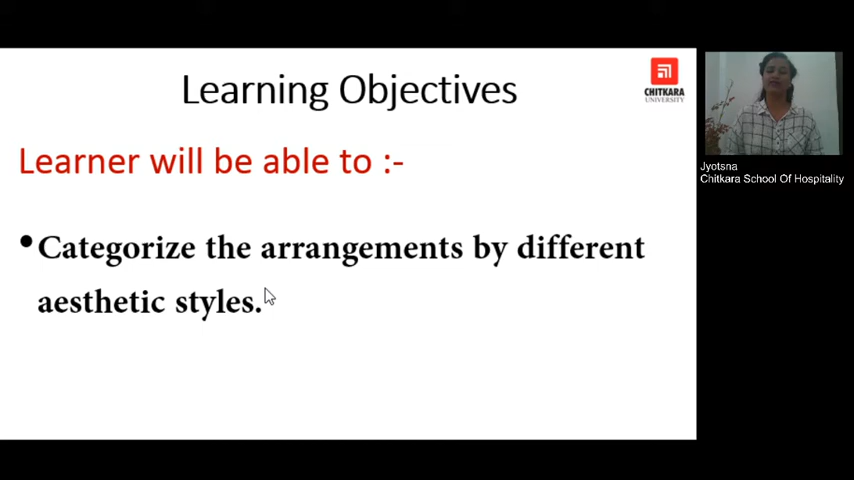 Learning Objectives
CHITKARA
UNIVERSITY
Learner will be able to :-
•Categorize the arrangements by different
aesthetic styles.
Jyotsna
Chitkara School Of Hospitality